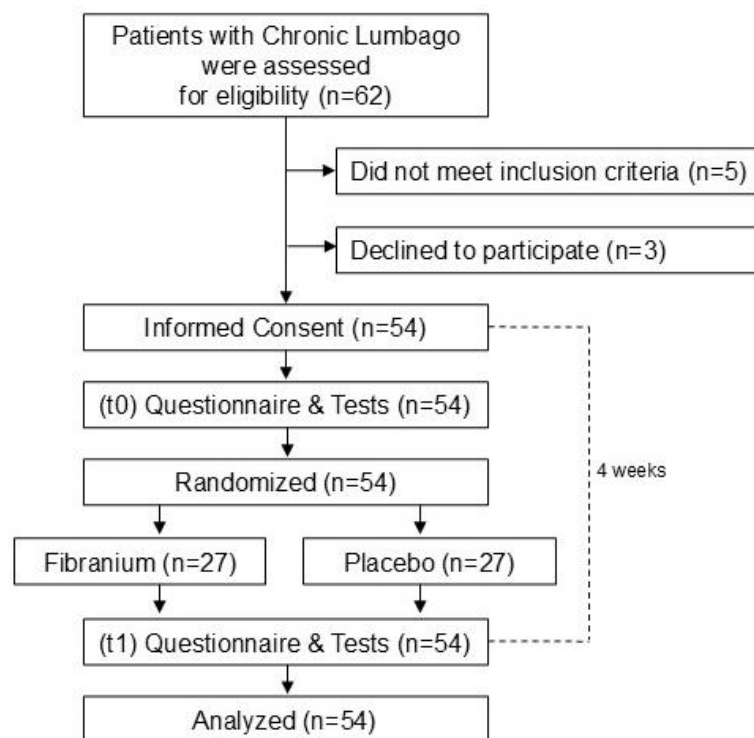 Patients with Chronic Lumbago
were assessed
for eligibility (n=62)
Did not meet inclusion criteria (n=5)
Declined to participate (n=3)
Informed Consent (n=54)
(t0) Questionnaire & Tests (n=54)
Randomized (n=54)
4 weeks
Fibranium (n=27)
Placebo (n=27)
(t1) Questionnaire & Tests (n=54)
Analyzed (n=54)